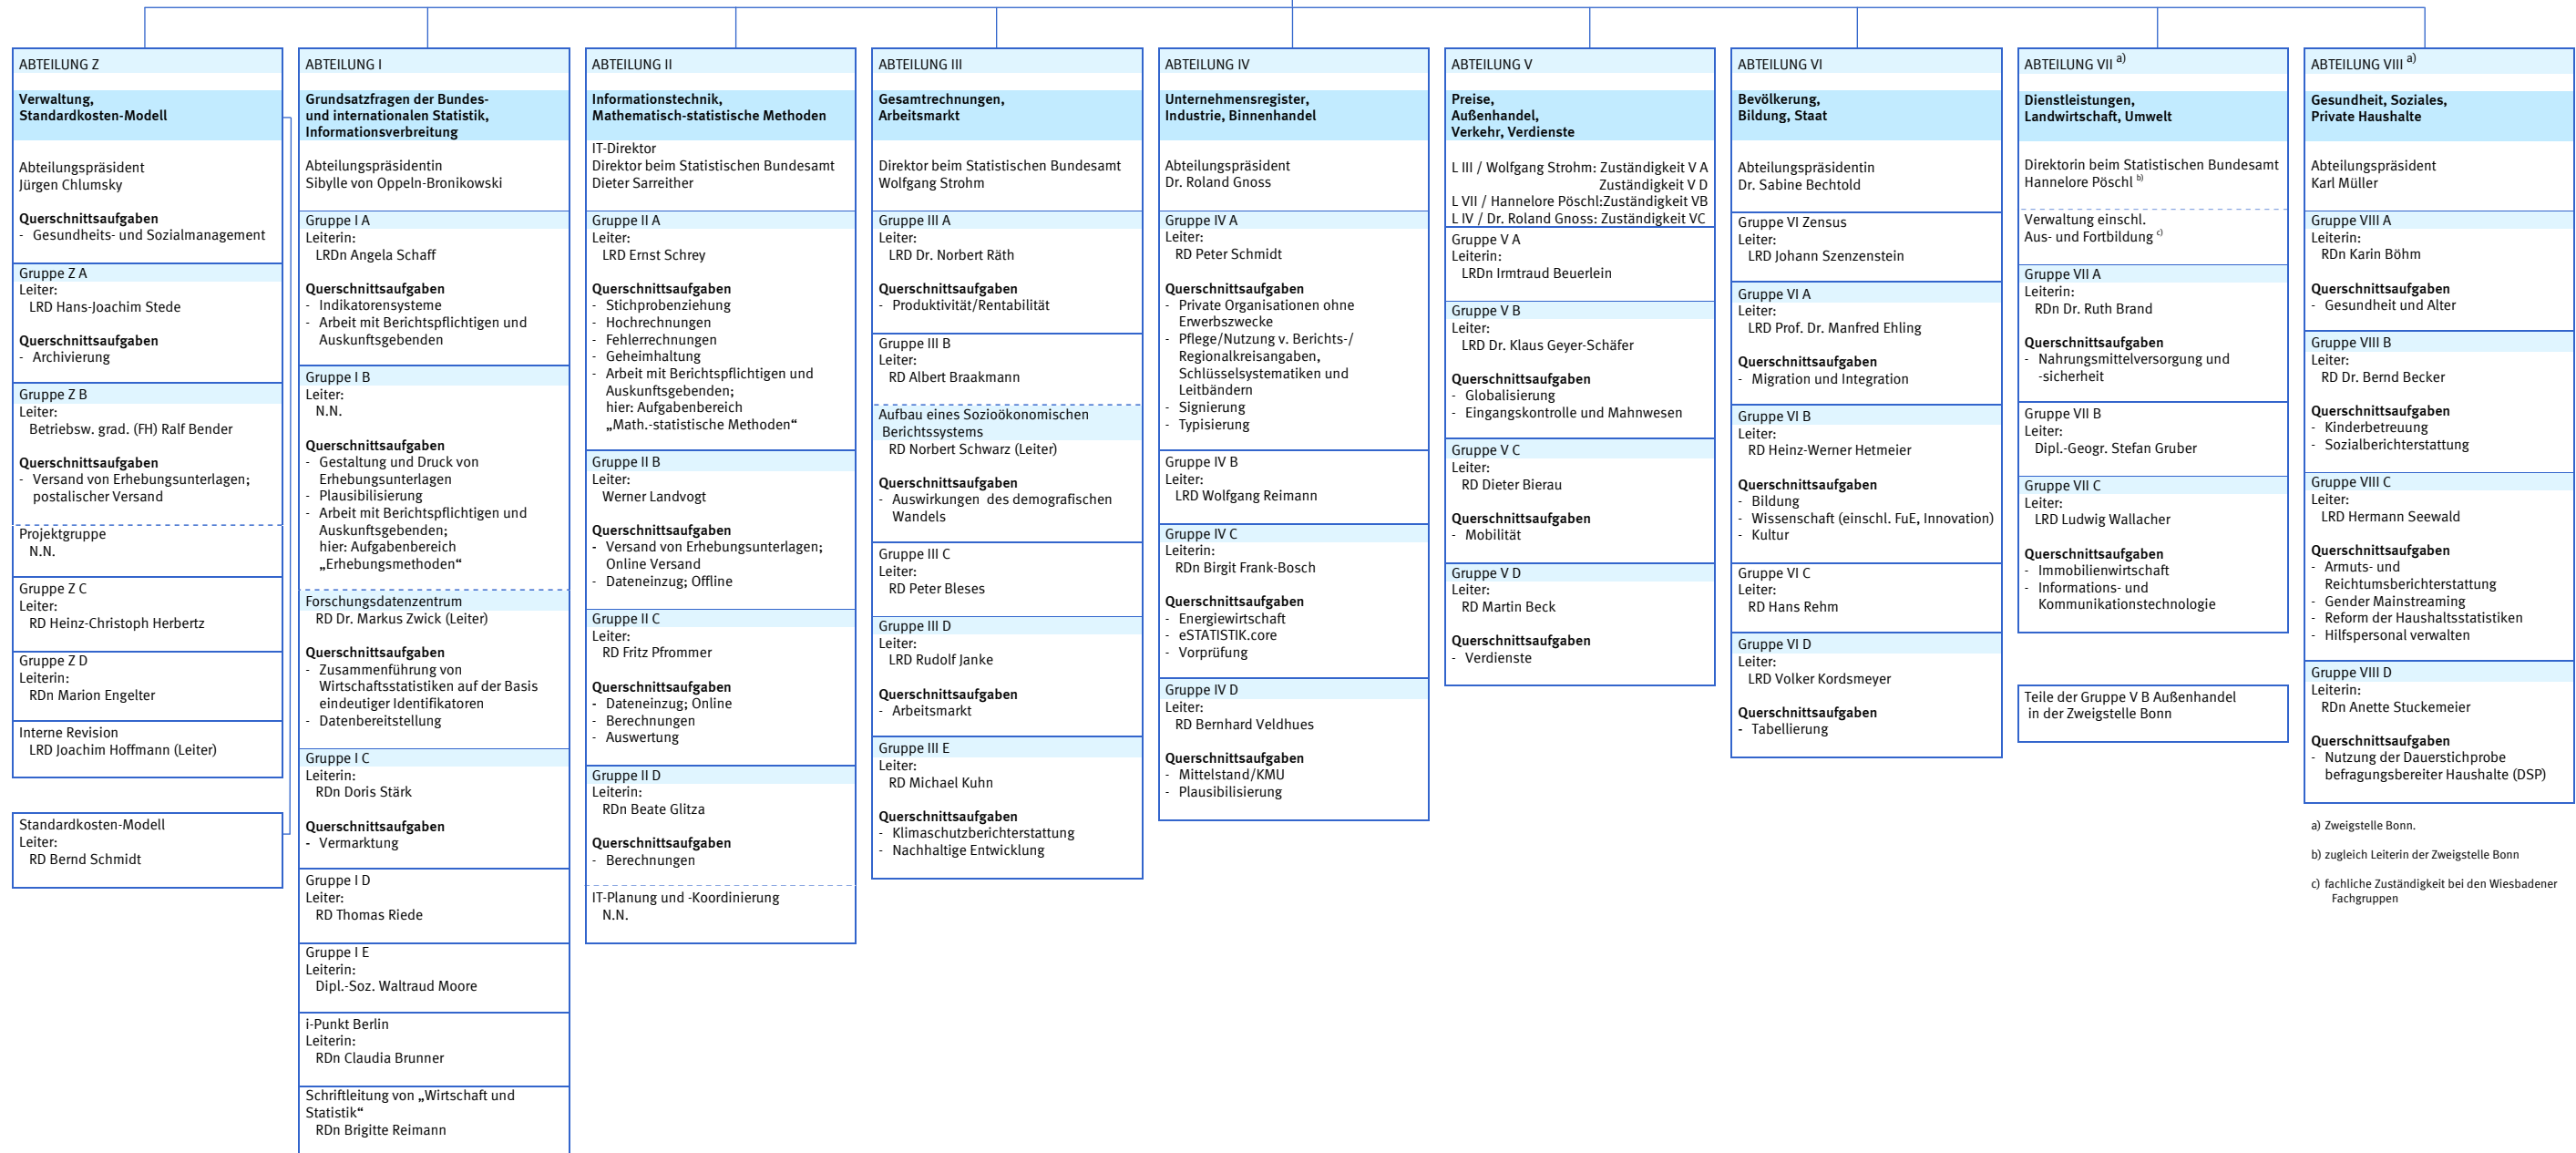 ABTEILUNG Z
Verwaltung,
Standardkosten-Modell
Abteilungspräsident
Jürgen Chlumsky
Querschnittsaufgaben
- Gesundheits- und Sozialmanagement
Gruppe Z A
Leiter:
LRD Hans-Joachim Stede
Querschnittsaufgaben
- Archivierung
Gruppe Z B
Leiter:
Betriebsw. grad. (FH) Ralf Bender
Querschnittsaufgaben
- Versand von Erhebungsunterlagen;
postalischer Versand
Projektgruppe
N.N.
Gruppe Z C
Leiter:
RD Heinz-Christoph Herbertz
Gruppe Z D
Leiterin:
RDn Marion Engelter
Interne Revision
LRD Joachim Hoffmann (Leiter)
Standardkosten-Modell
Leiter:
RD Bernd Schmidt
ABTEILUNG I
Grundsatzfragen der Bundes-
und internationalen Statistik,
Informationsverbreitung
Abteilungspräsidentin
Sibylle von Oppeln-Bronikowski
Gruppe I A
Leiterin:
LRDn Angela Schaff
Querschnittsaufgaben
- Indikatorensysteme
- Arbeit mit Berichtspflichtigen und
Auskunftsgebenden
Gruppe I B
Leiter:
N.N.
Querschnittsaufgaben
- Gestaltung und Druck von
Erhebungsunterlagen
- Plausibilisierung
- Arbeit mit Berichtspflichtigen und
Auskunftsgebenden;
hier: Aufgabenbereich
„Erhebungsmethoden“
Forschungsdatenzentrum
RD Dr. Markus Zwick (Leiter)
Querschnittsaufgaben
- Zusammenführung von
Wirtschaftsstatistiken auf der Basis
eindeutiger Identifikatoren
- Datenbereitstellung
Gruppe I C
Leiterin:
RDn Doris Stärk
Querschnittsaufgaben
- Vermarktung
Gruppe I D
Leiter:
RD Thomas Riede
Gruppe I E
Leiterin:
Dipl.-Soz. Waltraud Moore
i-Punkt Berlin
Leiterin:
RDn Claudia Brunner
Schriftleitung von „Wirtschaft und
Statistik“
RDn Brigitte Reimann
ABTEILUNG II
Informationstechnik,
Mathematisch-statistische Methoden
IT-Direktor
Direktor beim Statistischen Bundesamt
Dieter Sarreither
Gruppe II A
Leiter:
LRD Ernst Schrey
Querschnittsaufgaben
- Stichprobenziehung
- Hochrechnungen
- Fehlerrechnungen
- Geheimhaltung
- Arbeit mit Berichtspflichtigen und
Auskunftsgebenden;
hier: Aufgabenbereich
„Math.-statistische Methoden“
Gruppe II B
Leiter:
Werner Landvogt
Querschnittsaufgaben
- Versand von Erhebungsunterlagen;
Online Versand
- Dateneinzug; Offline
Gruppe II C
Leiter:
RD Fritz Pfrommer
Querschnittsaufgaben
- Dateneinzug; Online
- Berechnungen
- Auswertung
Gruppe II D
Leiterin:
RDn Beate Glitza
Querschnittsaufgaben
- Berechnungen
IT-Planung und -Koordinierung
N.N.
ABTEILUNG III
Gesamtrechnungen,
Arbeitsmarkt
Direktor beim Statistischen Bundesamt
Wolfgang Strohm
Gruppe III A
Leiter:
LRD Dr. Norbert Räth
Querschnittsaufgaben
- Produktivität/Rentabilität
Gruppe III B
Leiter:
RD Albert Braakmann
Aufbau eines Sozioökonomischen
Berichtssystems
RD Norbert Schwarz (Leiter)
Querschnittsaufgaben
- Auswirkungen des demografischen
Wandels
Gruppe III C
Leiter:
RD Peter Bleses
Gruppe III D
Leiter:
LRD Rudolf Janke
Querschnittsaufgaben
- Arbeitsmarkt
Gruppe III E
Leiter:
RD Michael Kuhn
Querschnittsaufgaben
- Klimaschutzberichterstattung
- Nachhaltige Entwicklung
ABTEILUNG IV
Unternehmensregister,
Industrie, Binnenhandel
Abteilungspräsident
Dr. Roland Gnoss
Gruppe IV A
Leiter:
RD Peter Schmidt
Querschnittsaufgaben
- Private Organisationen ohne
Erwerbszwecke
- Pflege/Nutzung v. Berichts-/
Regionalkreisangaben,
Schlüsselsystematiken und
Leitbändern
- Signierung
- Typisierung
Gruppe IV B
Leiter:
LRD Wolfgang Reimann
Gruppe IV C
Leiterin:
RDn Birgit Frank-Bosch
Querschnittsaufgaben
- Energiewirtschaft
- eSTATISTIK.core
- Vorprüfung
Gruppe IV D
Leiter:
RD Bernhard Veldhues
Querschnittsaufgaben
- Mittelstand/KMU
- Plausibilisierung
ABTEILUNG V
Preise,
Außenhandel,
Verkehr, Verdienste
L III / Wolfgang Strohm: Zuständigkeit V A
Zuständigkeit V D
L VII / Hannelore Pöschl:Zuständigkeit VB
L IV / Dr. Roland Gnoss: Zuständigkeit VC
Gruppe V A
Leiterin:
LRDn Irmtraud Beuerlein
Gruppe V B
Leiter:
LRD Dr. Klaus Geyer-Schäfer
Querschnittsaufgaben
- Globalisierung
- Eingangskontrolle und Mahnwesen
Gruppe V C
Leiter:
RD Dieter Bierau
Querschnittsaufgaben
- Mobilität
Gruppe V D
Leiter:
RD Martin Beck
Querschnittsaufgaben
- Verdienste
ABTEILUNG VI
Bevölkerung,
Bildung, Staat
Abteilungspräsidentin
Dr. Sabine Bechtold
Gruppe VI Zensus
Leiter:
LRD Johann Szenzenstein
Gruppe VI A
Leiter:
LRD Prof. Dr. Manfred Ehling
Querschnittsaufgaben
- Migration und Integration
Gruppe VI B
Leiter:
RD Heinz-Werner Hetmeier
Querschnittsaufgaben
- Bildung
- Wissenschaft (einschl. FuE, Innovation)
- Kultur
Gruppe VI C
Leiter:
RD Hans Rehm
Gruppe VI D
Leiter:
LRD Volker Kordsmeyer
Querschnittsaufgaben
- Tabellierung
ABTEILUNG VII a)
Dienstleistungen,
Landwirtschaft, Umwelt
Direktorin beim Statistischen Bundesamt
Hannelore Pöschl b)
Verwaltung einschl.
Aus- und Fortbildung c)
Gruppe VII A
Leiterin:
RDn Dr. Ruth Brand
Querschnittsaufgaben
- Nahrungsmittelversorgung und
-sicherheit
Gruppe VII B
Leiter:
Dipl.-Geogr. Stefan Gruber
Gruppe VII C
Leiter:
LRD Ludwig Wallacher
Querschnittsaufgaben
- Immobilienwirtschaft
- Informations- und
Kommunikationstechnologie
Teile der Gruppe V B Außenhandel
in der Zweigstelle Bonn
ABTEILUNG VIII a)
Gesundheit, Soziales,
Private Haushalte
Abteilungspräsident
Karl Müller
Gruppe VIII A
Leiterin:
RDn Karin Böhm
Querschnittsaufgaben
- Gesundheit und Alter
Gruppe VIII B
Leiter:
RD Dr. Bernd Becker
Querschnittsaufgaben
- Kinderbetreuung
- Sozialberichterstattung
Gruppe VIII C
Leiter:
LRD Hermann Seewald
Querschnittsaufgaben
- Armuts- und
Reichtumsberichterstattung
- Gender Mainstreaming
- Reform der Haushaltsstatistiken
- Hilfspersonal verwalten
Gruppe VIII D
Leiterin:
RDn Anette Stuckemeier
Querschnittsaufgaben
- Nutzung der Dauerstichprobe
befragungsbereiter Haushalte (DSP)
a) Zweigstelle Bonn.
b) zugleich Leiterin der Zweigstelle Bonn
c) fachliche Zuständigkeit bei den Wiesbadener
Fachgruppen